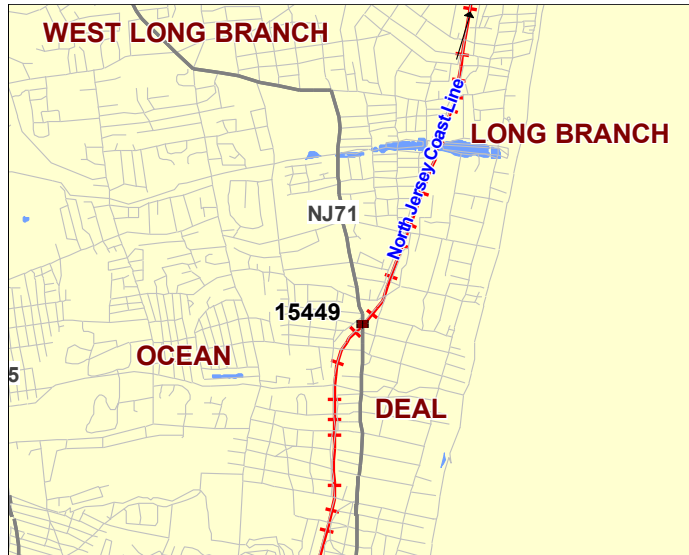 WEST LONG BRANCH
North Jersey Coast Line
LONG BRANCH
NJ71
15449
OCEAN
5
DEAL